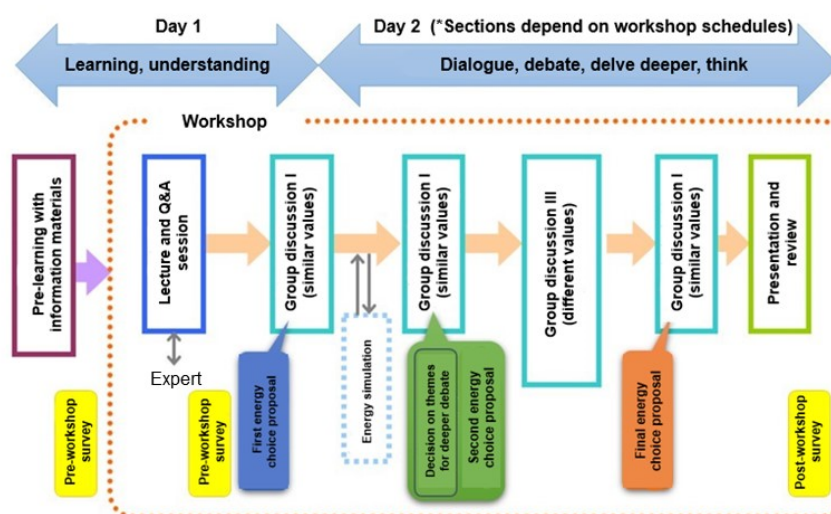 Day 1
Day 2 (*Sections depend on workshop schedules)
Learning, understanding
Dialogue, debate, delve deeper, think
Workshop
Pre-learning with
information materials
Lecture and Q&A
session
Group discussion I
(similar values)
Group discussion I
(similar values)
Group discussion III
(different values)
Group discussion I
(similar values)
Presentation and
review
Expert
Energy simulation
First energy
choice proposal
Decision on themes
for deeper debate
Second energy
choice proposal
Final energy
choice proposal
Pre-workshop
survey
Pre-workshop
survey
Post-workshop
survey